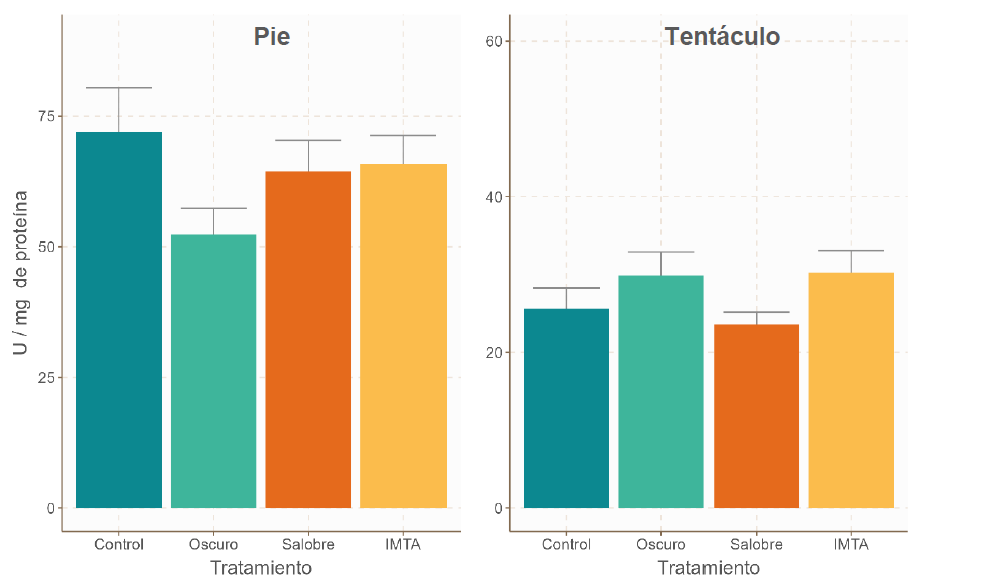 Pie
75
50
25
0
U / mg  de proteína
Control Oscuro Salobre IMTA
Tratamiento
Tentáculo
60
40
20
0
Control Oscuro Salobre IMTA
Tratamiento